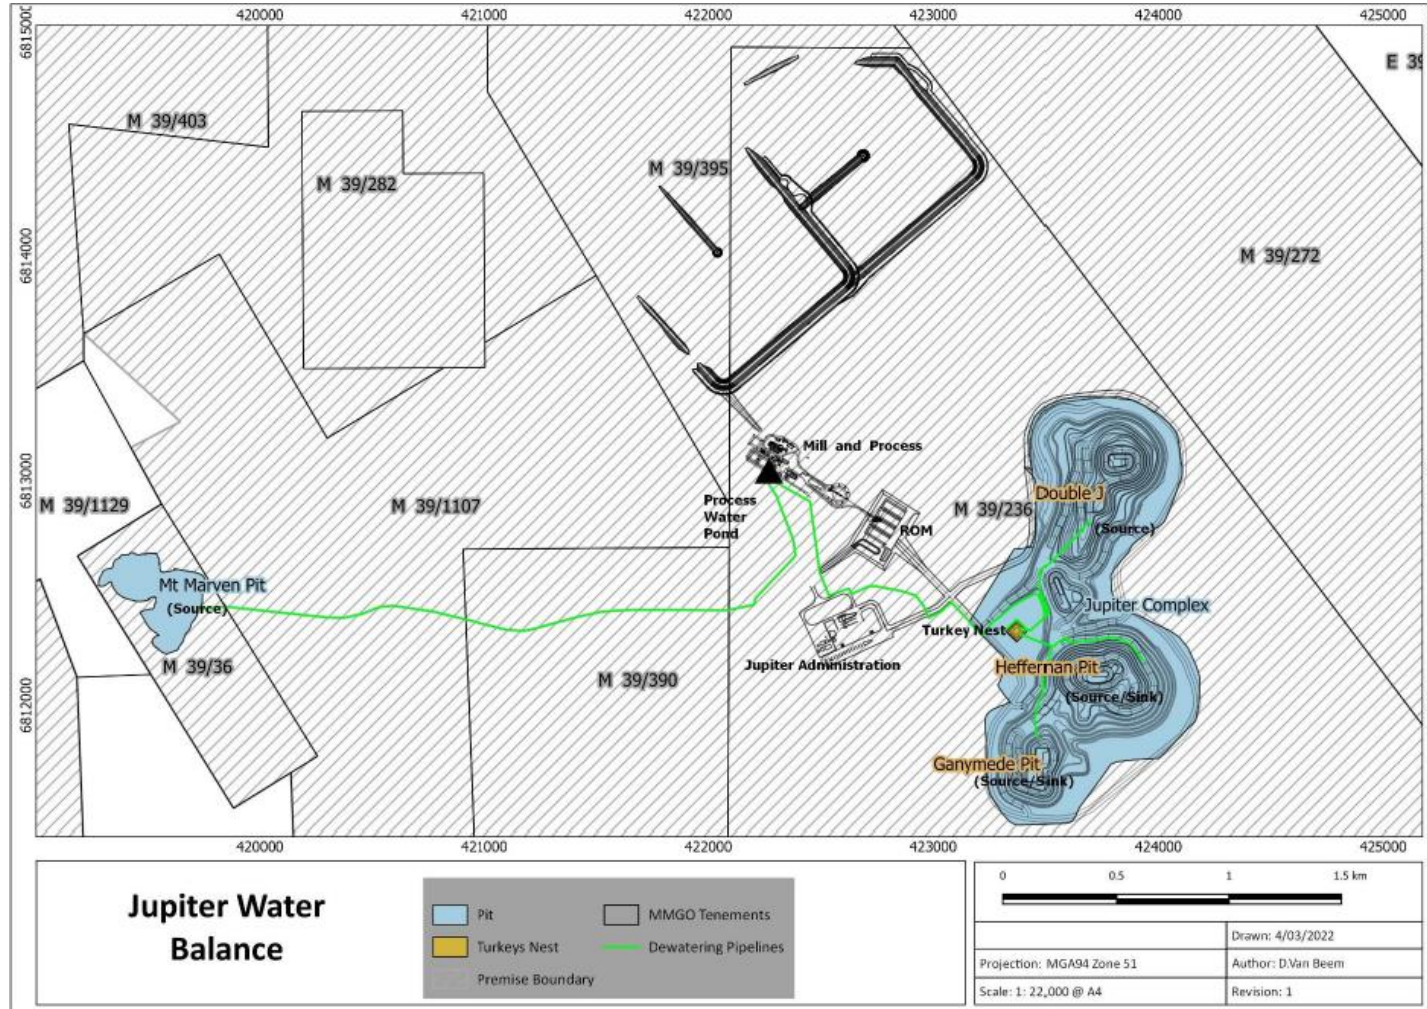 420000 421000 422000 423000 424000 425000
6815000
E 39
M 39/403
M 39/395
M 39/282
6814000
M 39/272
Mill and Process
6813000
Double J
M 39/1129
M 39/1107
Process
Water
Pond
M 39/236
(Source)
ROM
Mt Marven Pit
(Source)
Jupiter Complex
Turkey Nest
M 39/36
Jupiter Administration
Heffernan Pit
M 39/390
(Source/Sink)
6812000
Ganymede Pit
(Source/Sink)
420000 421000 422000 423000 424000 425000
Jupiter Water
Balance
Pit
MMGO Tenements
Turkeys Nest
Dewatering Pipelines
Premise Boundary
0 0.5 1 1.5 km
Drawn: 4/03/2022
Projection: MGA94 Zone 51
Author: D.Van Beem
Scale: 1: 22,000 @ A4
Revision: 1